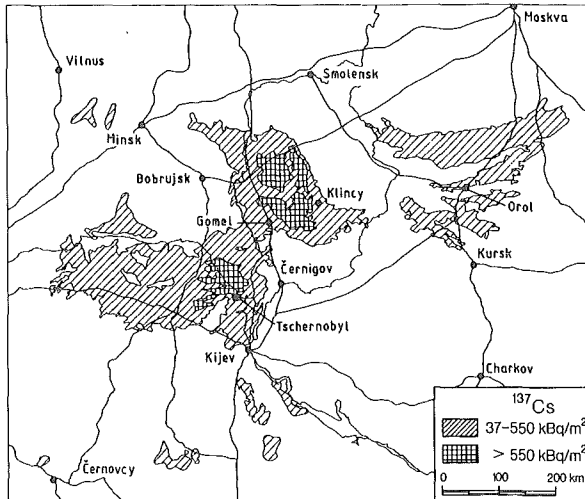 Moskva
Vilnus
Smolensk
Minsk
Bobrujsk
Klincy
Orol
Gomel
Kursk
Černigov
Tschernobyl
Kijev
Charkov
137Cs
37-550 kBq/m²
> 550 kBq/m²
Černovcy
0 100 200 km